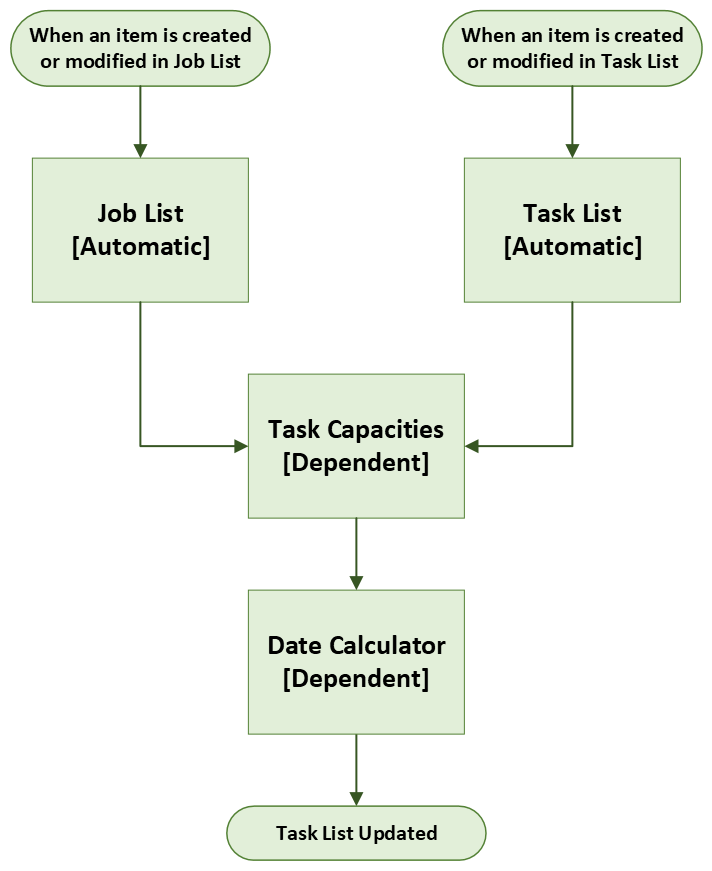 When an item is created
or modified in Job List
When an item is created
or modified in Task List
Job List
[Automatic]
Task List
[Automatic]
Task Capacities
[Dependent]
Date Calculator
[Dependent]
Task List Updated